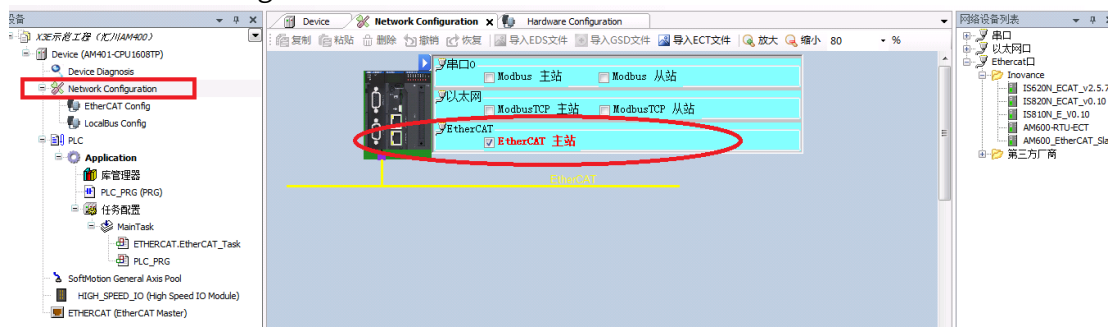 设备
Device
Network Configuration
Hardware Configuration
网络设备列表
X3E示范工程 (汇川AM400)
Device (AM401-CPU1608TP)
Device Diagnosis
Network Configuration
EtherCAT Config
LocalBus Config
PLC
Application
库管理器
PLC_PRG (PRG)
任务配置
MainTask
ETHERCAT.EtherCAT_Task
PLC_PRG
SoftMotion General Axis Pool
HIGH_SPEED_IO (High Speed IO Module)
ETHERCAT (EtherCAT Master)
复制 粘贴 删除 撤销 恢复 导入EDS文件 导入GSD文件 导入ECT文件 放大 缩小 80 %
串口0
Modbus 主站 Modbus 从站
以太网
ModbusTCP 主站 ModbusTCP 从站
EtherCAT
EtherCAT 主站
EtherCAT
串口
以太网口
Ethercat口
Inovance
IS620N_ECAT_v2.5.7
IS820N_ECAT_v0.10
IS810N_E_V0.10
AM600-RTU-ECT
AM600_EtherCAT_Sla
第三方厂商